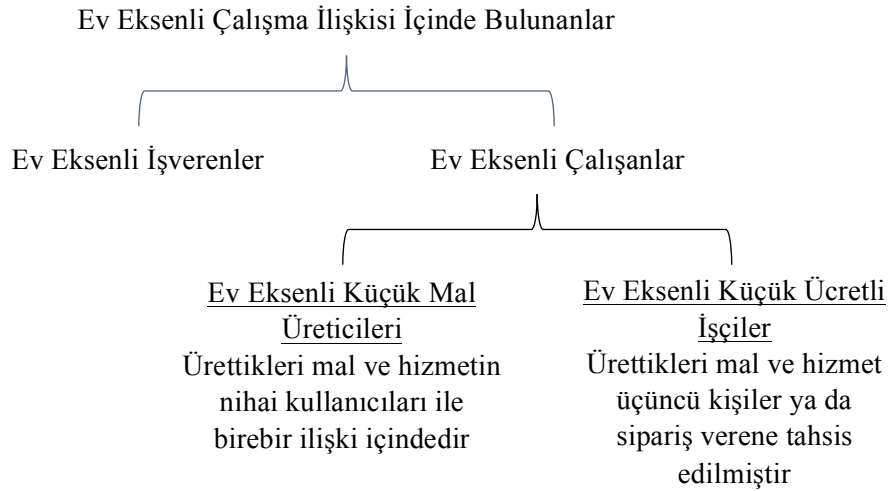 Ev Eksenli Çalışma İlişkisi İçinde Bulunanlar
Ev Eksenli İşverenler
Ev Eksenli Çalışanlar
Ev Eksenli Küçük Mal
Üreticileri
Ürettikleri mal ve hizmetin
nihai kullanıcıları ile
birebir ilişki içindedir
Ev Eksenli Küçük Ücretli
İşçiler
Ürettikleri mal ve hizmet
üçüncü kişiler ya da
sipariş verene tahsis
edilmiştir